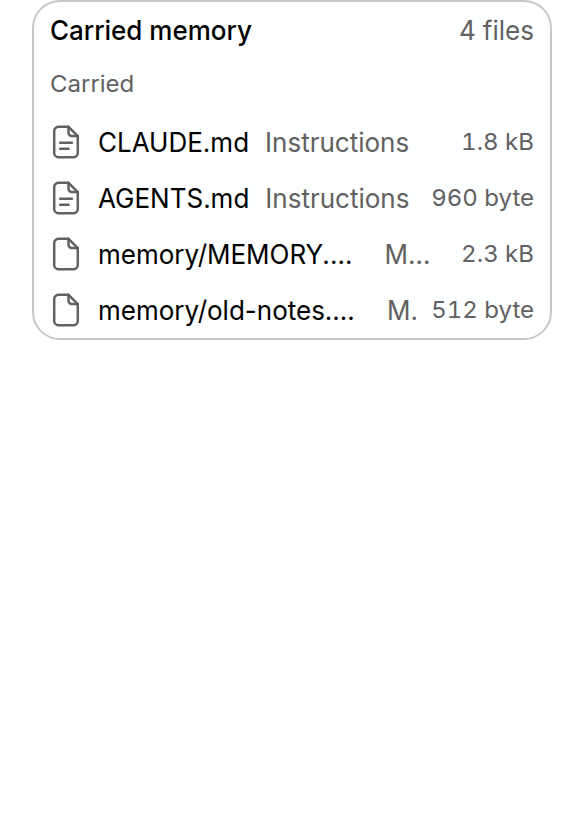 Carried memory 4 files
Carried
CLAUDE.md Instructions 1.8 kB
AGENTS.md Instructions 960 byte
memory/MEMORY.... M... 2.3 kB
memory/old-notes.... M. 512 byte